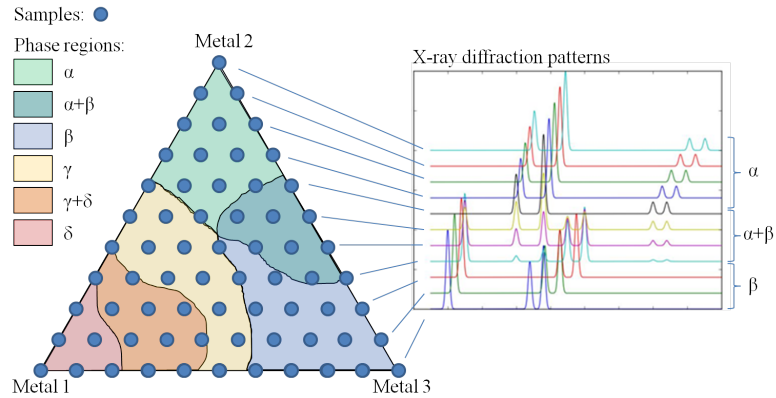 Samples:
Phase regions:
α
α+β
β
γ
γ+δ
δ
Metal 2
Metal 1
Metal 3
X-ray diffraction patterns
α
α+β
β